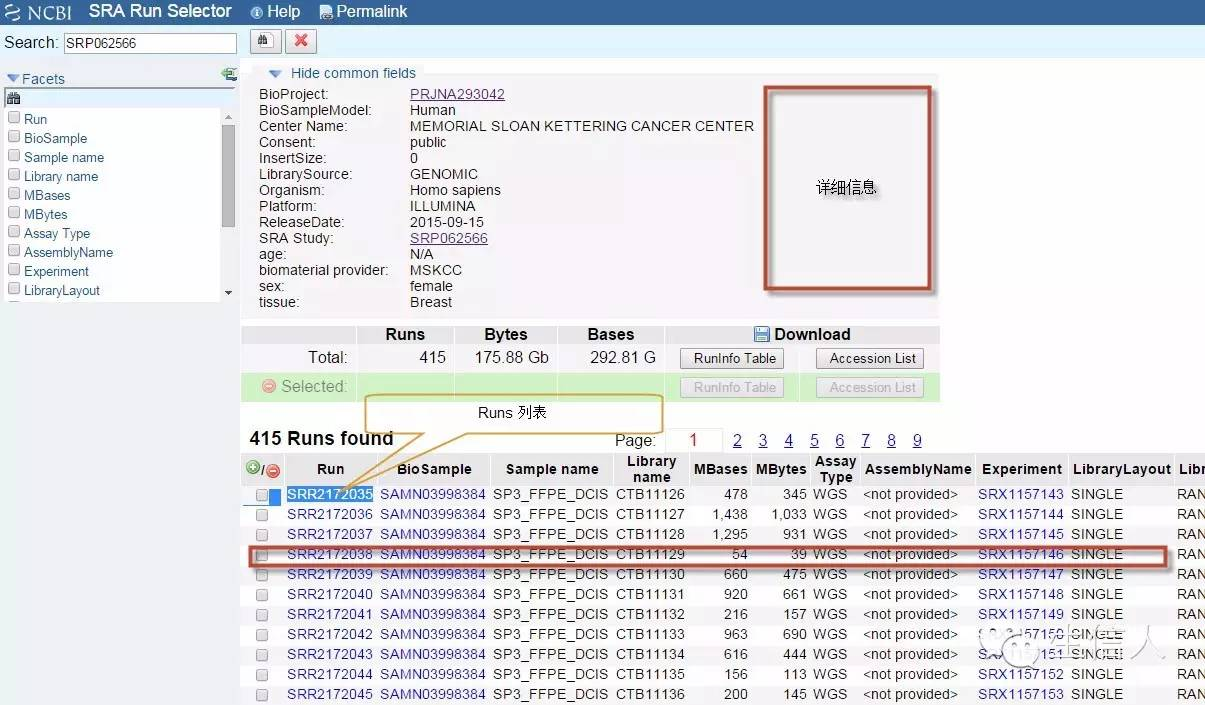 NCBI SRA Run Selector Help Permalink
Search: SRP062566
Facets
Run
BioSample
Sample name
Library name
MBases
MBytes
Assay Type
AssemblyName
Experiment
LibraryLayout
Hide common fields
BioProject: PRJNA293042
BioSampleModel: Human
Center Name: MEMORIAL SLOAN KETTERING CANCER CENTER
Consent: public
InsertSize: 0
LibrarySource: GENOMIC
Organism: Homo sapiens
Platform: ILLUMINA
ReleaseDate: 2015-09-15
SRA Study: SRP062566
age: N/A
biomaterial provider: MSKCC
sex: female
tissue: Breast
详细信息
Runs Bytes Bases Download
Total: 415 175.88 Gb 292.81 G RunInfo Table Accession List
Selected: RunInfo Table Accession List
Runs 列表
415 Runs found Page: 1 2 3 4 5 6 7 8 9
/ Run BioSample Sample name Library name MBases MBytes Assay Type AssemblyName Experiment LibraryLayout Libr
SRR2172035 SAMN03998384 SP3_FFPE_DCIS CTB11126 478 345 WGS <not provided> SRX1157143 SINGLE RAN
SRR2172036 SAMN03998384 SP3_FFPE_DCIS CTB11127 1,438 1,033 WGS <not provided> SRX1157144 SINGLE RAN
SRR2172037 SAMN03998384 SP3_FFPE_DCIS CTB11128 1,295 931 WGS <not provided> SRX1157145 SINGLE RAN
SRR2172038 SAMN03998384 SP3_FFPE_DCIS CTB11129 54 39 WGS <not provided> SRX1157146 SINGLE RAN
SRR2172039 SAMN03998384 SP3_FFPE_DCIS CTB11130 660 475 WGS <not provided> SRX1157147 SINGLE RAN
SRR2172040 SAMN03998384 SP3_FFPE_DCIS CTB11131 920 661 WGS <not provided> SRX1157148 SINGLE RAN
SRR2172041 SAMN03998384 SP3_FFPE_DCIS CTB11132 216 157 WGS <not provided> SRX1157149 SINGLE RAN
SRR2172042 SAMN03998384 SP3_FFPE_DCIS CTB11133 963 690 WGS <not provided> SRX1157150 SINGLE RAN
SRR2172043 SAMN03998384 SP3_FFPE_DCIS CTB11134 616 444 WGS <not provided> SRX1157151 SINGLE RAN
SRR2172044 SAMN03998384 SP3_FFPE_DCIS CTB11135 156 113 WGS <not provided> SRX1157152 SINGLE RAN
SRR2172045 SAMN03998384 SP3_FFPE_DCIS CTB11136 200 145 WGS <not provided> SRX1157153 SINGLE RAN
生信人